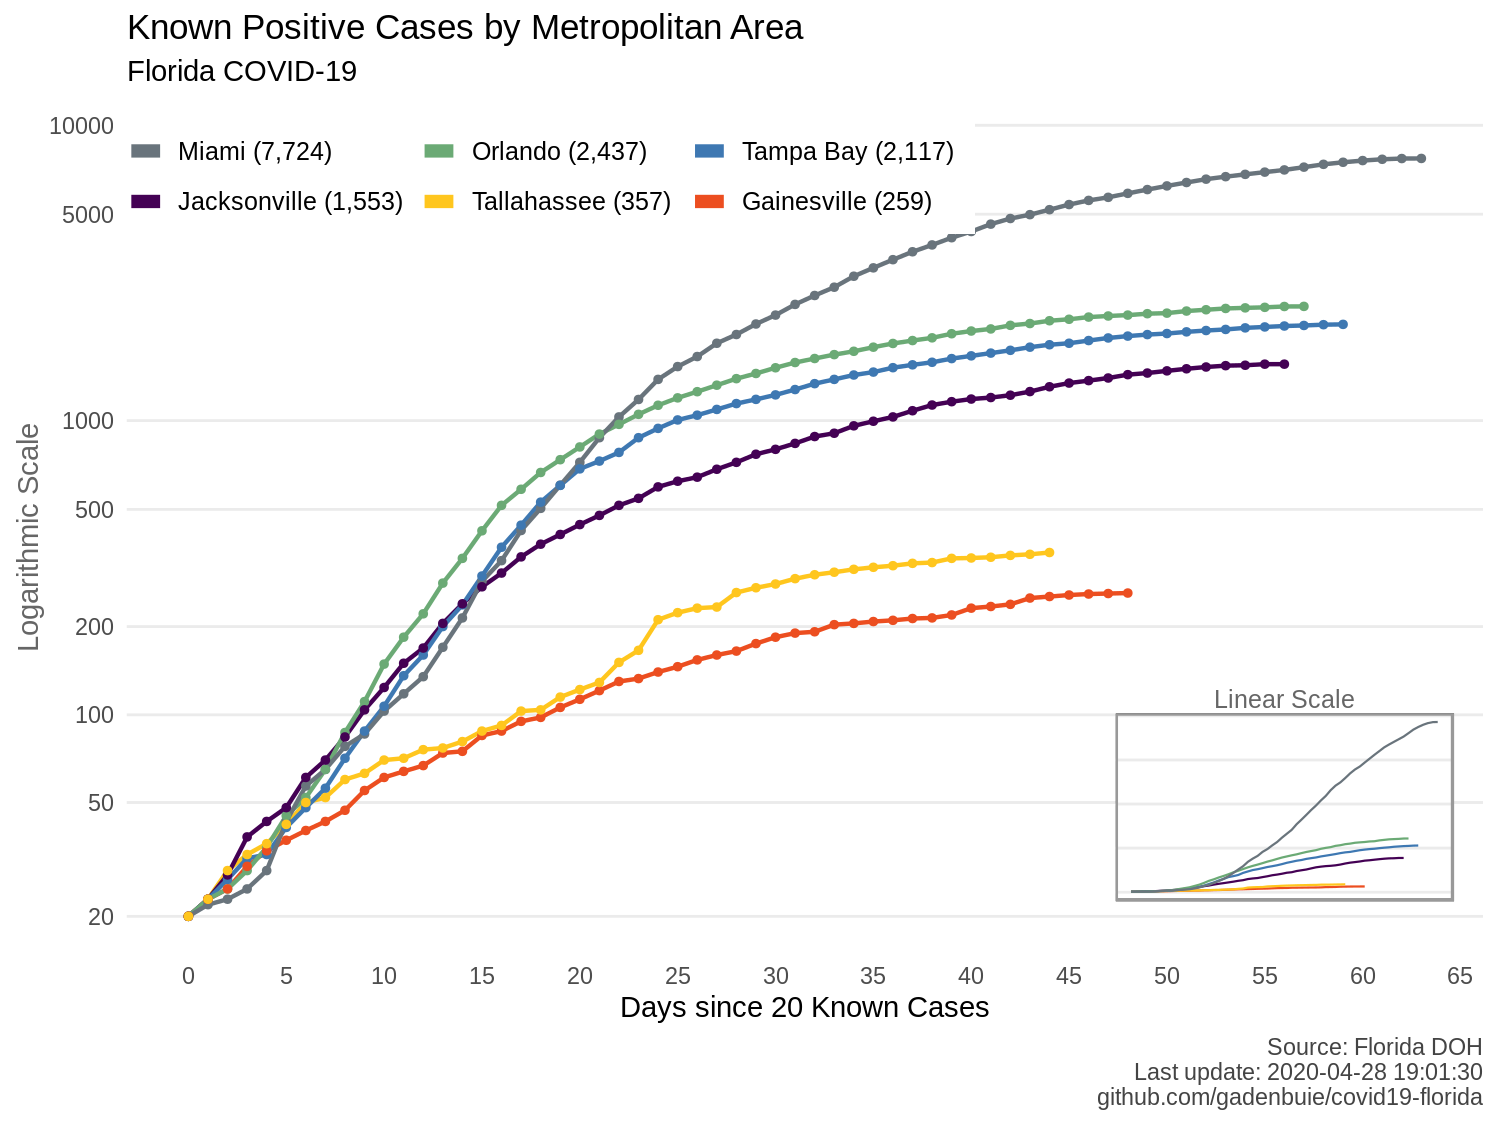 Known Positive Cases by Metropolitan Area
Florida COVID-19
Miami (7,724) Orlando (2,437) Tampa Bay (2,117)
Jacksonville (1,553) Tallahassee (357) Gainesville (259)
10000
5000
1000
500
200
100
50
20
Logarithmic Scale
Linear Scale
0 5 10 15 20 25 30 35 40 45 50 55 60 65
Days since 20 Known Cases
Source: Florida DOH
Last update: 2020-04-28 19:01:30
github.com/gadenbuie/covid19-florida